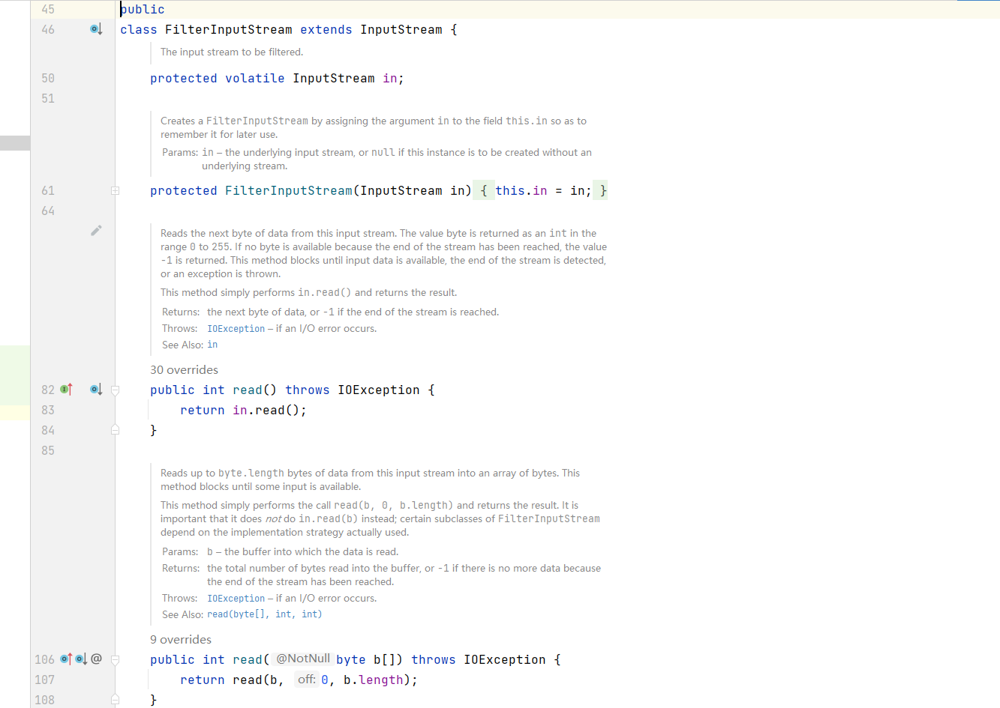 45 public
46 class FilterInputStream extends InputStream {
The input stream to be filtered.
50 protected volatile InputStream in;
51
Creates a FilterInputStream by assigning the argument in to the field this.in so as to
remember it for later use.
Params: in – the underlying input stream, or null if this instance is to be created without an
underlying stream.
61 protected FilterInputStream(InputStream in) { this.in = in; }
64
Reads the next byte of data from this input stream. The value byte is returned as an int in the
range 0 to 255. If no byte is available because the end of the stream has been reached, the value
-1 is returned. This method blocks until input data is available, the end of the stream is detected,
or an exception is thrown.
This method simply performs in.read() and returns the result.
Returns: the next byte of data, or -1 if the end of the stream is reached.
Throws: IOException – if an I/O error occurs.
See Also: in
30 overrides
82 public int read() throws IOException {
83 return in.read();
84 }
85
Reads up to byte.length bytes of data from this input stream into an array of bytes. This
method blocks until some input is available.
This method simply performs the call read(b, 0, b.length) and returns the result. It is
important that it does not do in.read(b) instead; certain subclasses of FilterInputStream
depend on the implementation strategy actually used.
Params: b – the buffer into which the data is read.
Returns: the total number of bytes read into the buffer, or -1 if there is no more data because
the end of the stream has been reached.
Throws: IOException – if an I/O error occurs.
See Also: read(byte[], int, int)
9 overrides
106 @ public int read( @NotNull byte b[]) throws IOException {
107 return read(b, off: 0, b.length);
108 }